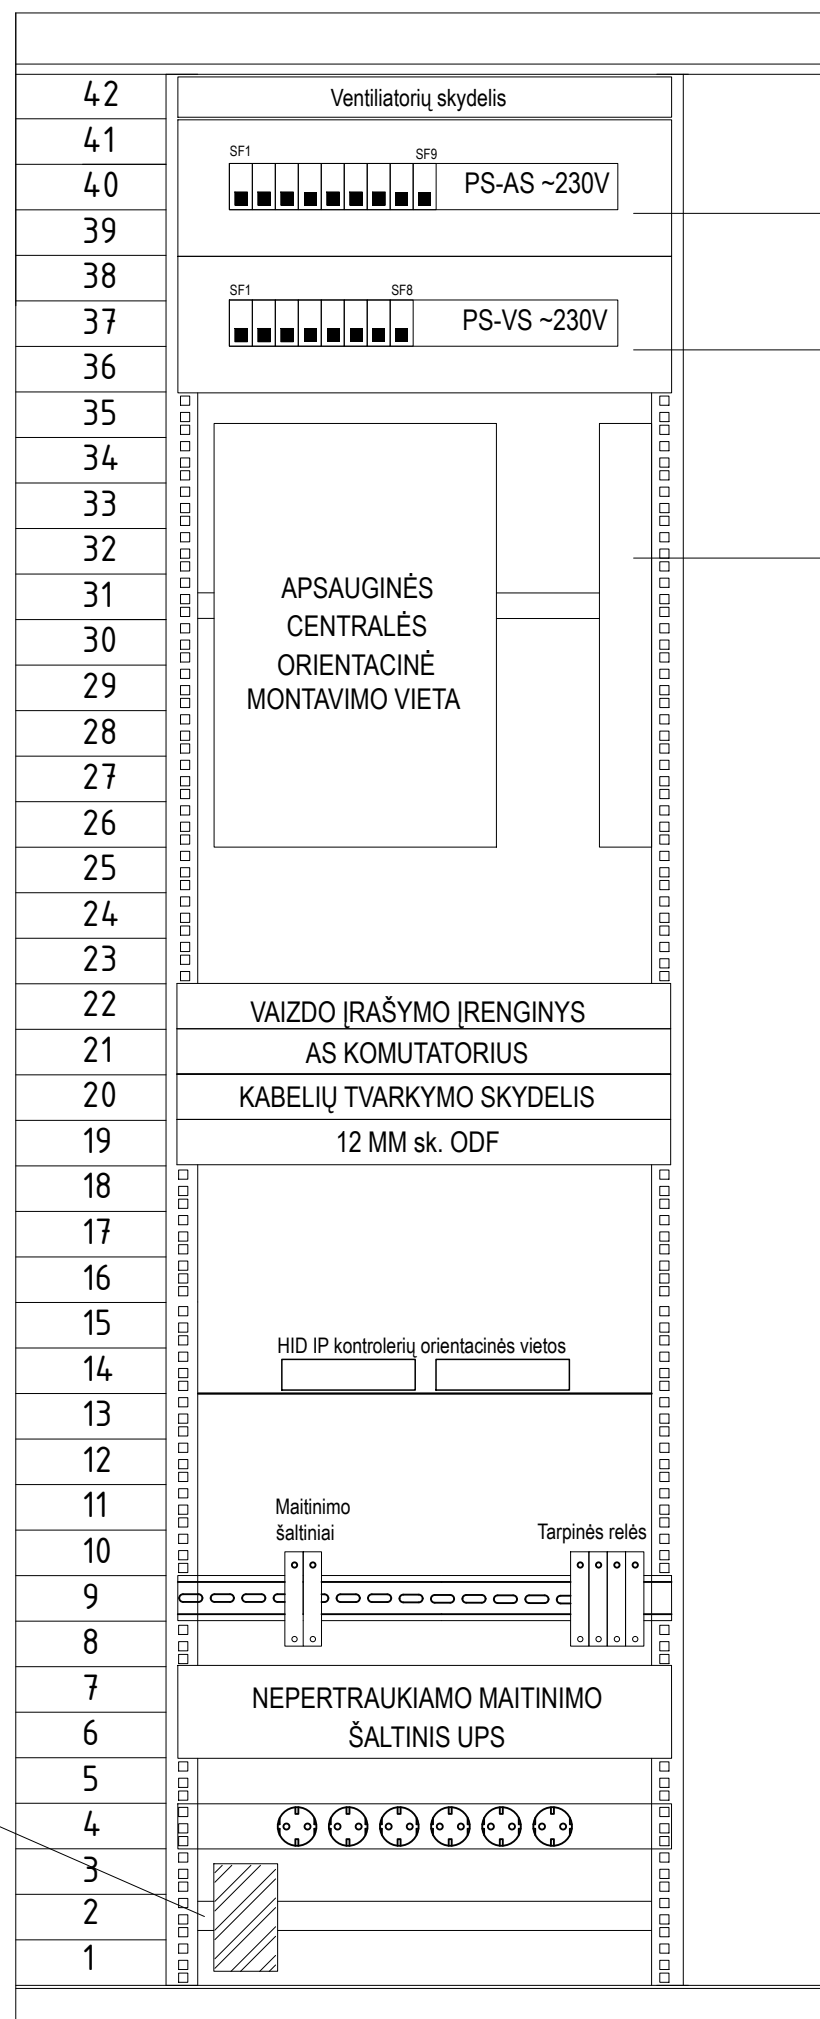 42
Ventiliatorių skydelis
41
SF1 SF9
40
PS-AS ~230V
39
38
SF1 SF8
37
PS-VS ~230V
36
35
34
33
32
31
APSAUGINĖS
CENTRALĖS
30
ORIENTACINĖ
29
MONTAVIMO VIETA
28
27
26
25
24
23
22
VAIZDO ĮRAŠYMO ĮRENGINYS
21
AS KOMUTATORIUS
20
KABELIŲ TVARKYMO SKYDELIS
19
12 MM sk. ODF
18
17
16
15
HID IP kontrolerių orientacinės vietos
14
13
12
11
Maitinimo
šaltiniai
Tarpinės relės
10
9
8
7
NEPERTRAUKIAMO MAITINIMO
6
ŠALTINIS UPS
5
4
3
2
1